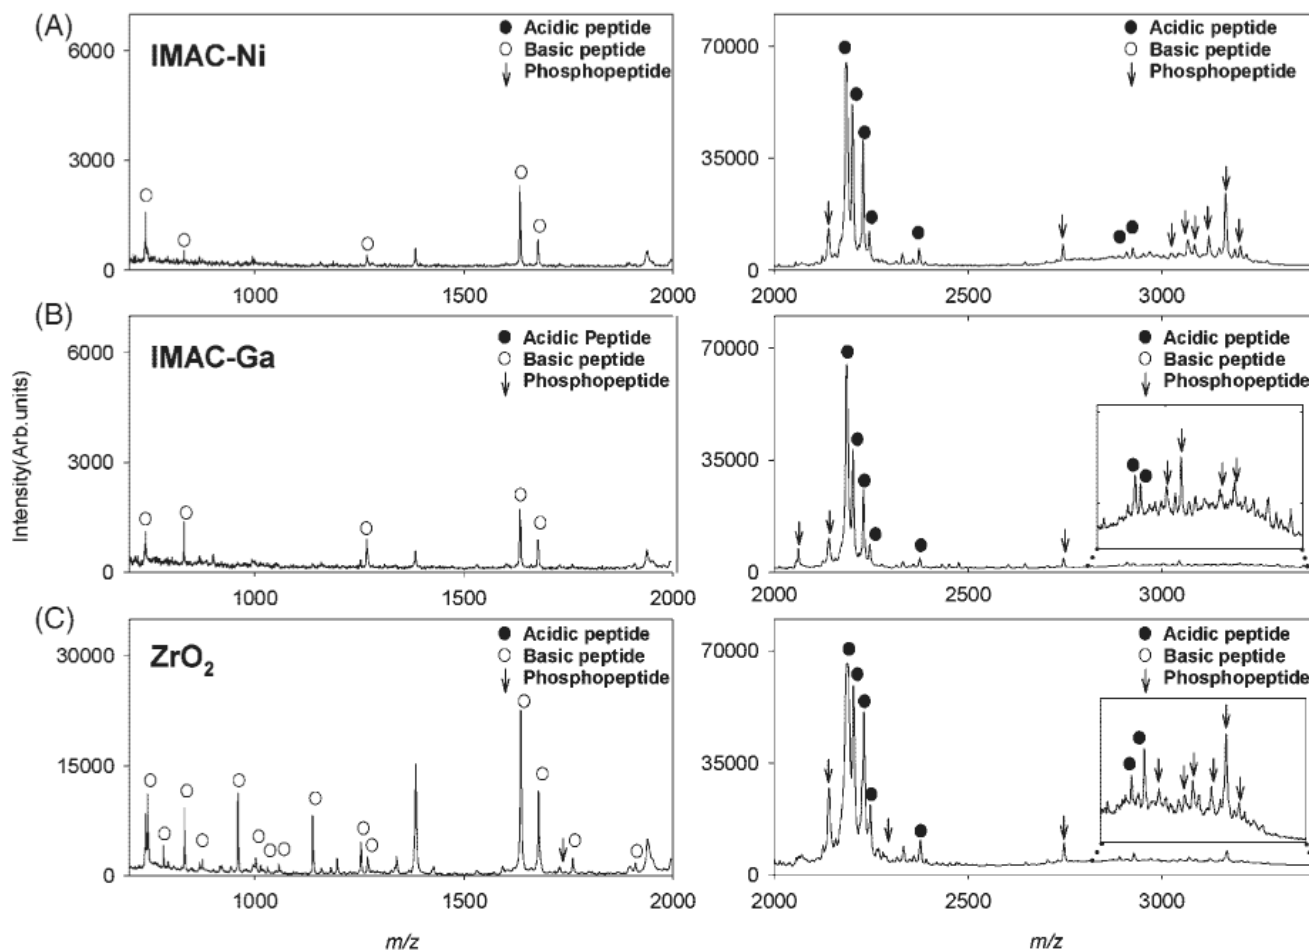 (A)
IMAC-Ni
6000
3000
0
Acidic peptide
Basic peptide
Phosphopeptide
1000
1500
2000
70000
35000
0
Acidic peptide
Basic peptide
Phosphopeptide
2000
2500
3000
(B)
IMAC-Ga
6000
3000
0
Acidic Peptide
Basic peptide
Phosphopeptide
1000
1500
2000
70000
35000
0
Acidic peptide
Basic peptide
Phosphopeptide
2000
2500
3000
Intensity(Arb.units)
(C)
ZrO₂
30000
15000
0
Acidic peptide
Basic peptide
Phosphopeptide
1000
1500
2000
m/z
70000
35000
0
Acidic peptide
Basic peptide
Phosphopeptide
2000
2500
3000
m/z